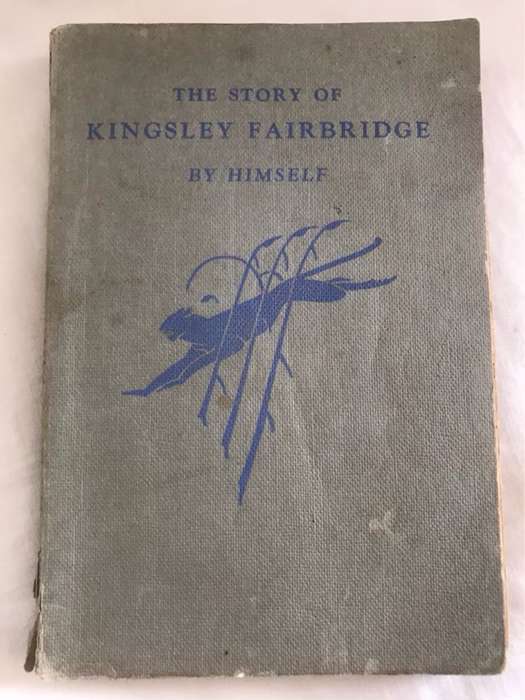 THE STORY OF
KINGSLEY FAIRBRIDGE
BY HIMSELF